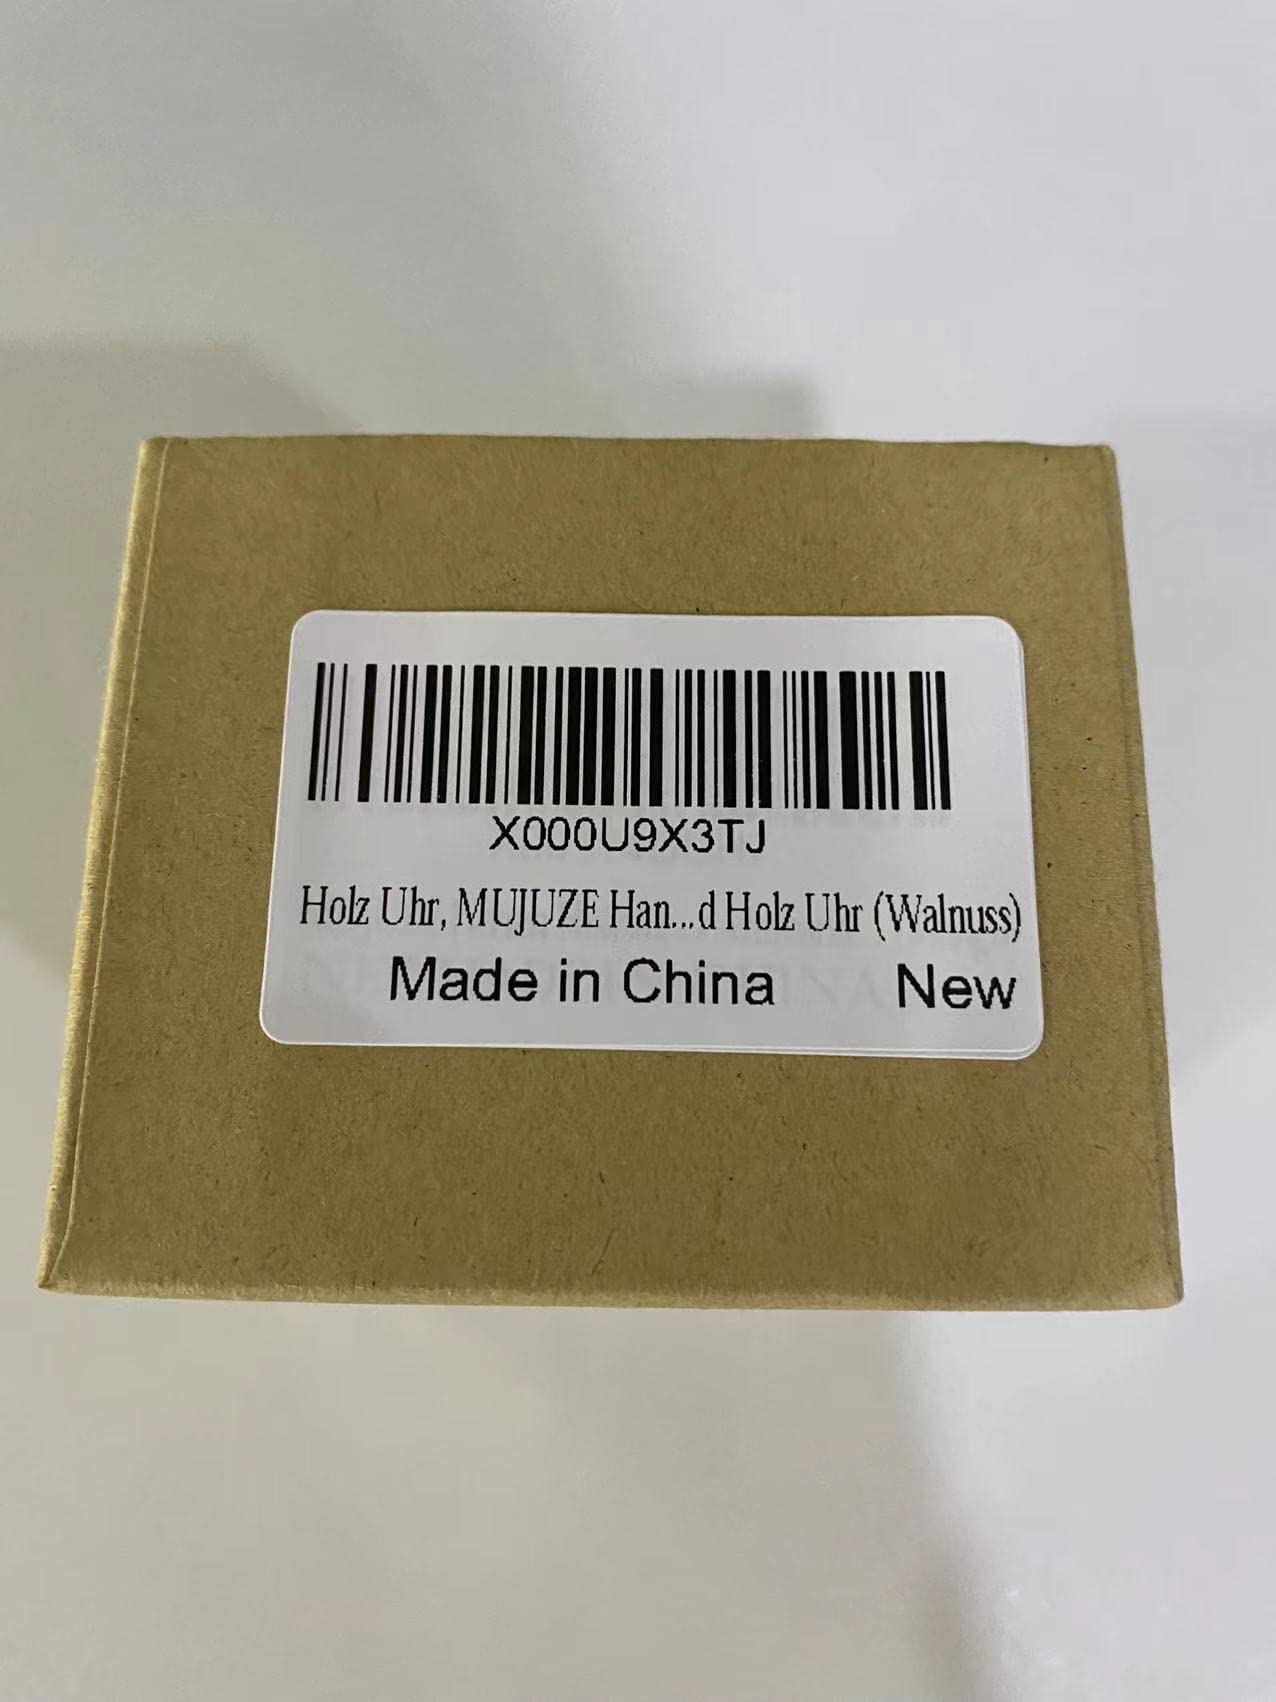 X000U9X3TJ
Holz Uhr, MUJUZE Han...d Holz Uhr (Walnuss)
Made in China New